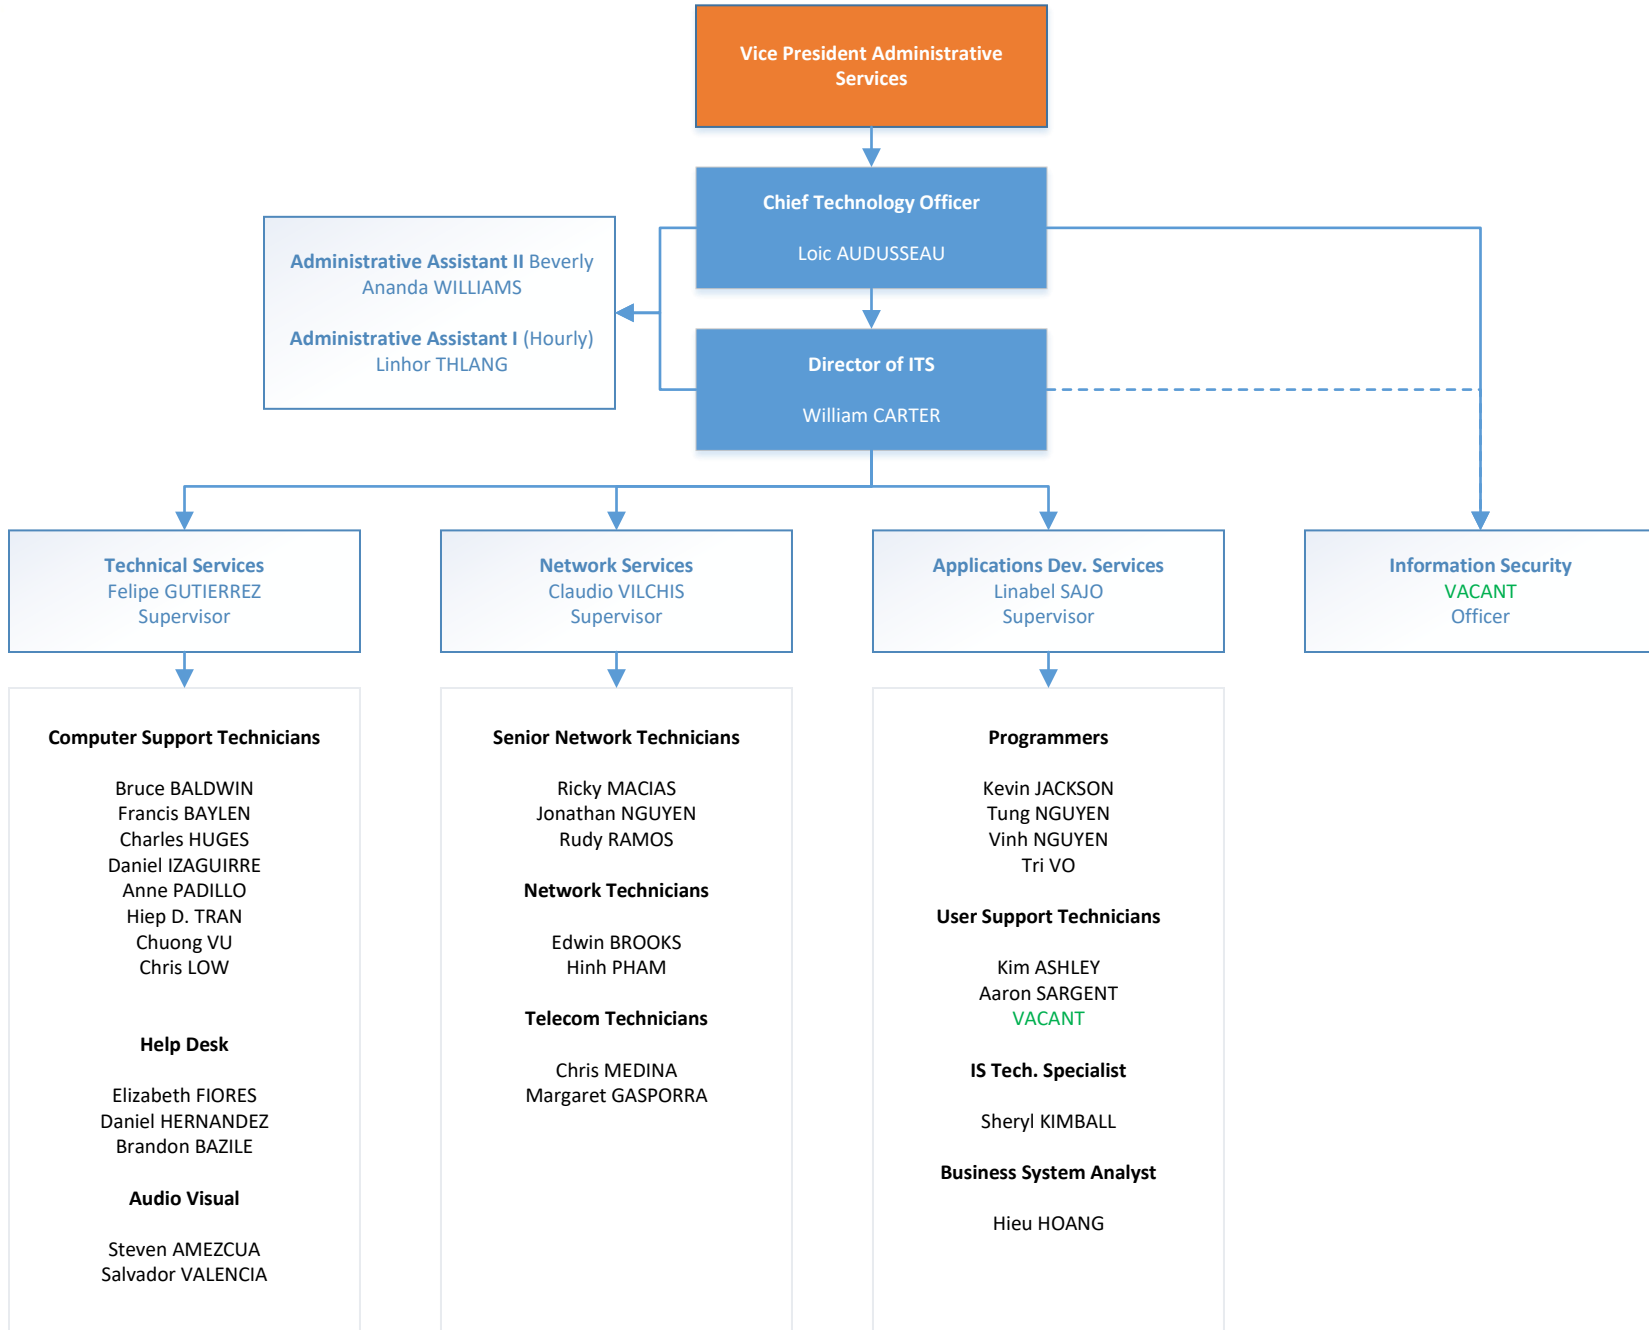 Vice President Administrative
Services
Chief Technology Officer
Loic AUDUSSEAU
Administrative Assistant II Beverly
Ananda WILLIAMS
Administrative Assistant I (Hourly)
Linhor THLANG
Director of ITS
William CARTER
Technical Services
Felipe GUTIERREZ
Supervisor
Network Services
Claudio VILCHIS
Supervisor
Applications Dev. Services
Linabel SAJO
Supervisor
Information Security
VACANT
Officer
Computer Support Technicians
Bruce BALDWIN
Francis BAYLEN
Charles HUGES
Daniel IZAGUIRRE
Anne PADILLO
Hiep D. TRAN
Chuong VU
Chris LOW
Help Desk
Elizabeth FIORES
Daniel HERNANDEZ
Brandon BAZILE
Audio Visual
Steven AMEZCUA
Salvador VALENCIA
Senior Network Technicians
Ricky MACIAS
Jonathan NGUYEN
Rudy RAMOS
Network Technicians
Edwin BROOKS
Hinh PHAM
Telecom Technicians
Chris MEDINA
Margaret GASPORRA
Programmers
Kevin JACKSON
Tung NGUYEN
Vinh NGUYEN
Tri VO
User Support Technicians
Kim ASHLEY
Aaron SARGENT
VACANT
IS Tech. Specialist
Sheryl KIMBALL
Business System Analyst
Hieu HOANG